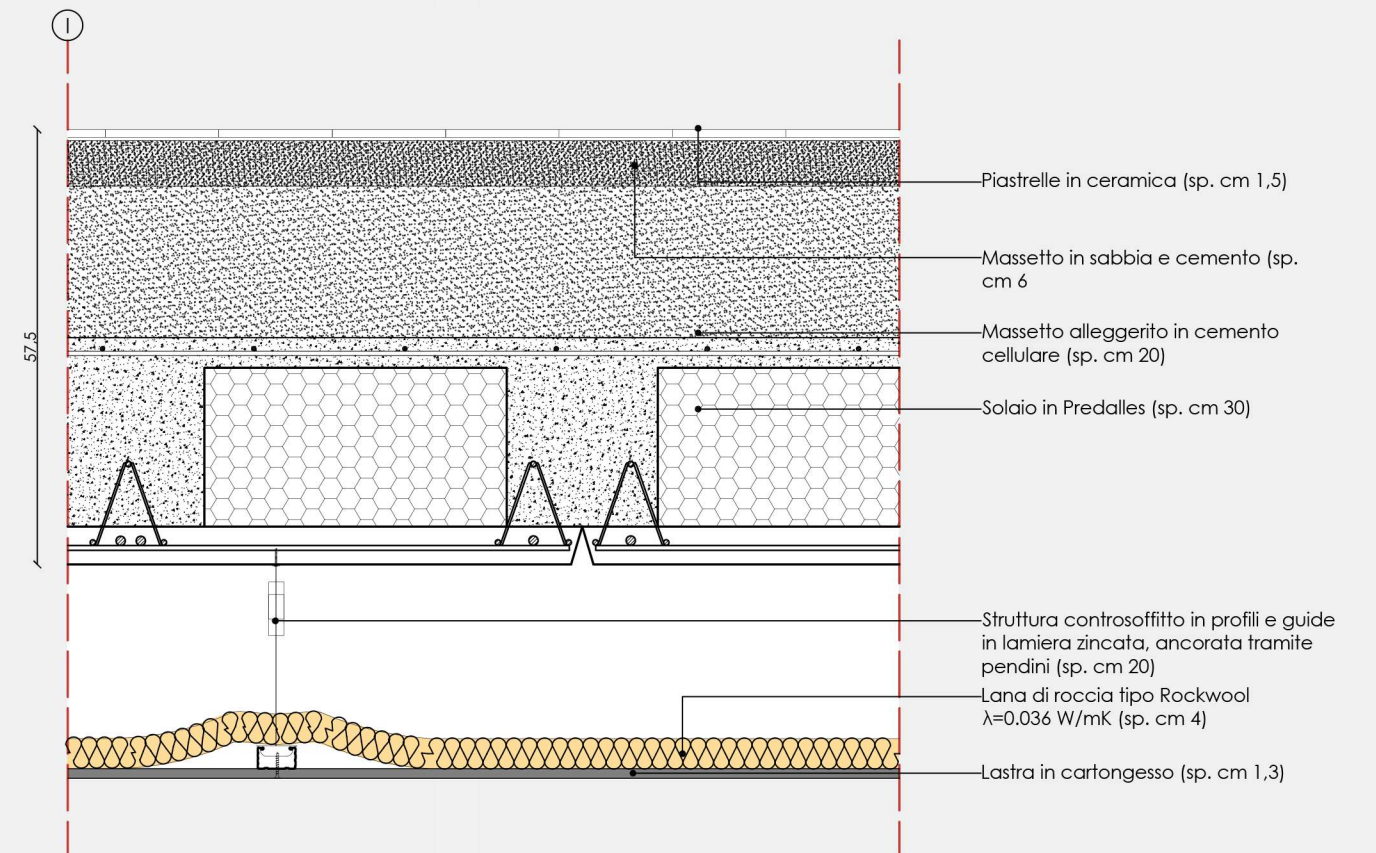 I
57.5
Piastrelle in ceramica (sp. cm 1,5)
Massetto in sabbia e cemento (sp.
cm 6
Massetto alleggerito in cemento
cellulare (sp. cm 20)
Solaio in Predalles (sp. cm 30)
Struttura controsoffitto in profili e guide
in lamiera zincata, ancorata tramite
pendini (sp. cm 20)
Lana di roccia tipo Rockwool
λ=0.036 W/mK (sp. cm 4)
Lastra in cartongesso (sp. cm 1,3)